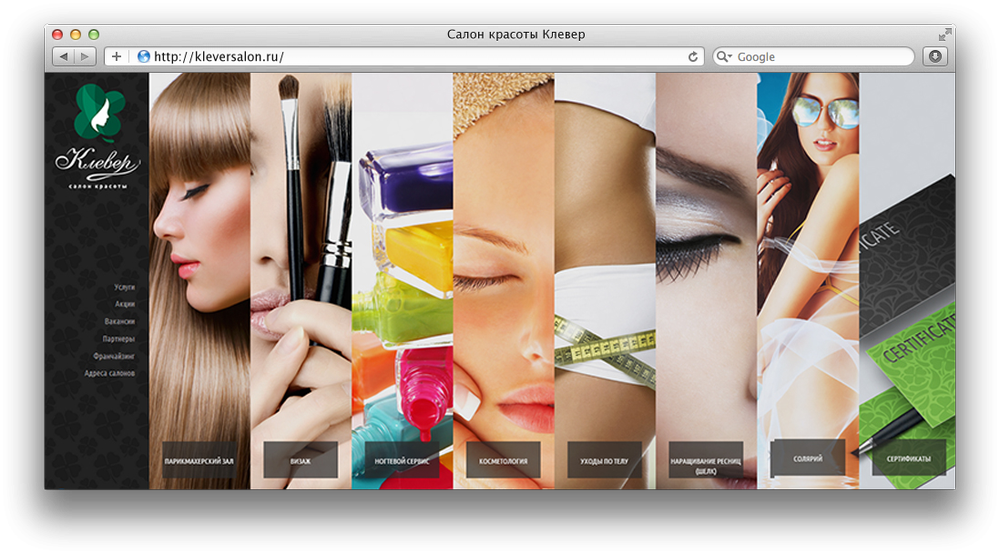 Салон красоты Клевер
http://kleversalon.ru/
Google
Клевер
салон красоты
Услуги
Акции
Вакансии
Партнеры
Франчайзинг
Адреса салонов
ПАРИКМАХЕРСКИЙ ЗАЛ
ВИЗАЖ
НОГТЕВОЙ СЕРВИС
КОСМЕТОЛОГИЯ
УХОДЫ ПО ТЕЛУ
НАРАЩИВАНИЕ РЕСНИЦ
(ШЕЛК)
СОЛЯРИЙ
СЕРТИФИКАТЫ
FICATE
CERTIFICATE